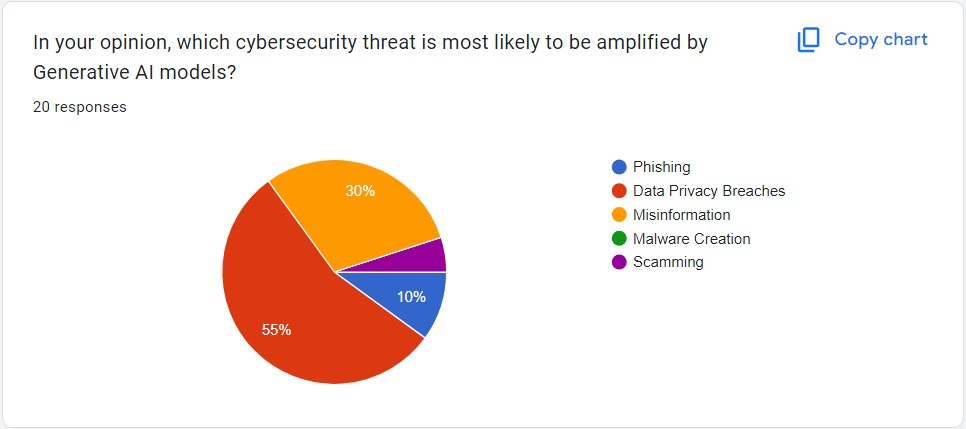 In your opinion, which cybersecurity threat is most likely to be amplified by
Generative AI models?
Copy chart
20 responses
30%
10%
55%
Phishing
Data Privacy Breaches
Misinformation
Malware Creation
Scamming